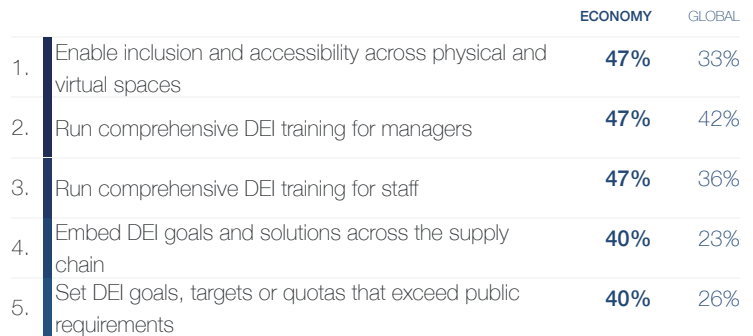 ECONOMY GLOBAL
1. Enable inclusion and accessibility across physical and virtual spaces 47% 33%
2. Run comprehensive DEI training for managers 47% 42%
3. Run comprehensive DEI training for staff 47% 36%
4. Embed DEI goals and solutions across the supply chain 40% 23%
5. Set DEI goals, targets or quotas that exceed public requirements 40% 26%